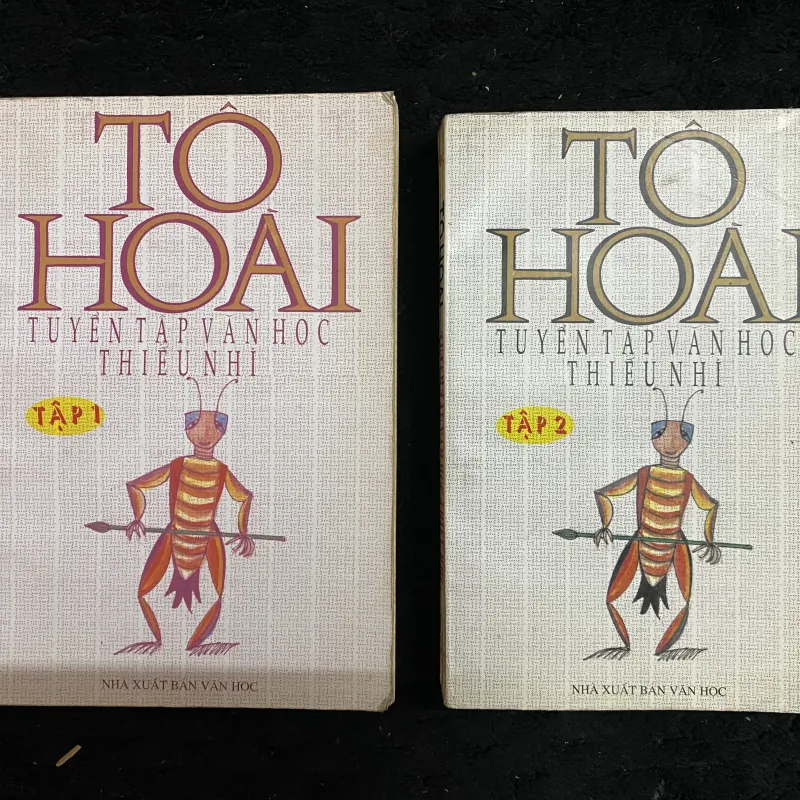 TÔ
HOÀI
TUYỂN TẬP VĂN HỌC
THIẾU NHI
TẬP 1
NHÀ XUẤT BẢN VĂN HỌC
TÔ
HOÀI
TUYỂN TẬP VĂN HỌC
THIẾU NHI
TẬP 2
NHÀ XUẤT BẢN VĂN HỌC